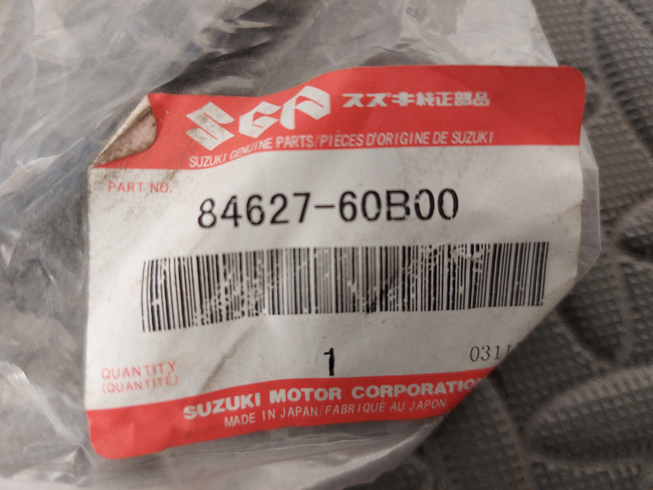 SGP スズキ純正部品
SUZUKI GENUINE PARTS/PIÈCES D'ORIGINE DE SUZUKI
PART NO.
84627-60B00
QUANTITY
(QUANTITÉ)
1
0311
SUZUKI MOTOR CORPORATION
MADE IN JAPAN/FABRIQUÉ AU JAPON